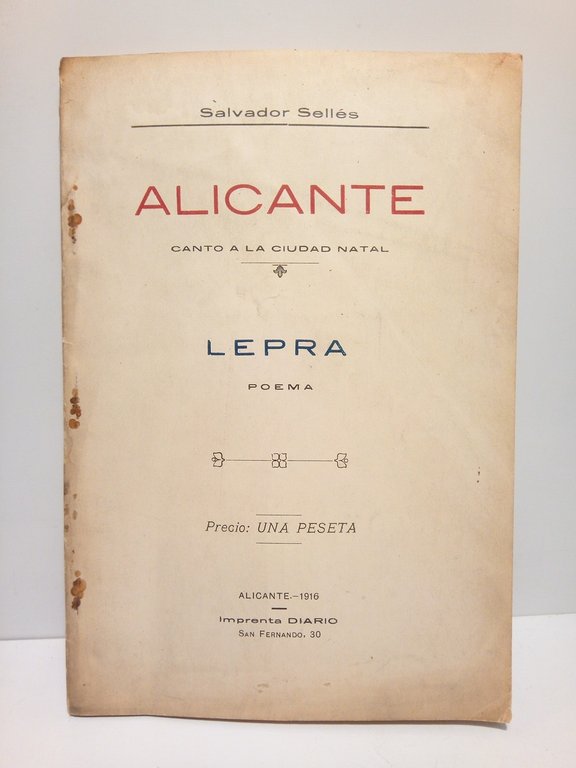 Salvador Sellés
ALICANTE
CANTO A LA CIUDAD NATAL
LEPRA
POEMA
Precio: UNA PESETA
ALICANTE.-1916
Imprenta DIARIO
SAN FERNANDO, 30